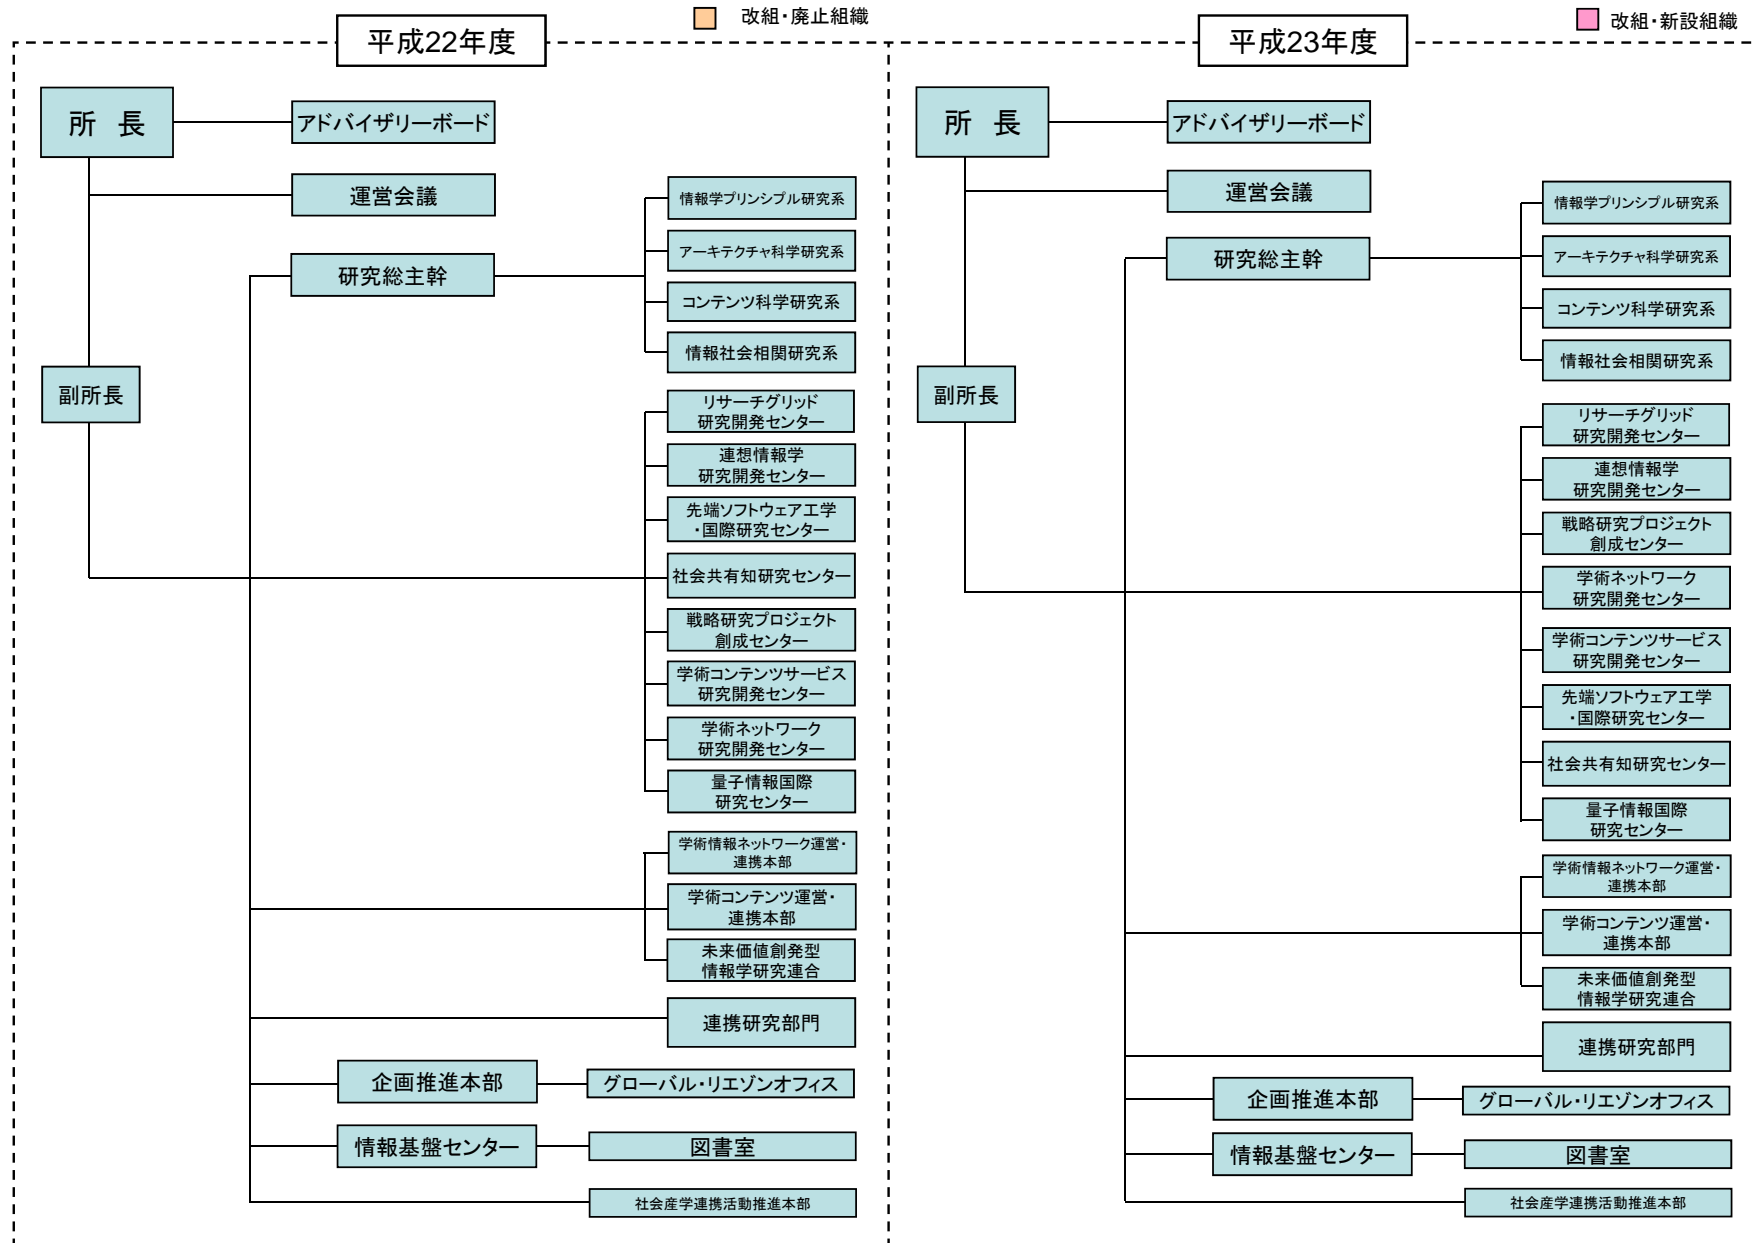 平成22年度
改組・廃止組織
所 長
アドバイザリーボード
運営会議
研究総主幹
情報学プリンシプル研究系
アーキテクチャ科学研究系
コンテンツ科学研究系
情報社会相関研究系
副所長
リサーチグリッド
研究開発センター
連想情報学
研究開発センター
先端ソフトウェア工学
・国際研究センター
社会共有知研究センター
戦略研究プロジェクト
創成センター
学術コンテンツサービス
研究開発センター
学術ネットワーク
研究開発センター
量子情報国際
研究センター
学術情報ネットワーク運営・
連携本部
学術コンテンツ運営・
連携本部
未来価値創発型
情報学研究連合
連携研究部門
企画推進本部
グローバル・リエゾンオフィス
情報基盤センター
図書室
社会産学連携活動推進本部
平成23年度
改組・新設組織
所 長
アドバイザリーボード
運営会議
研究総主幹
情報学プリンシプル研究系
アーキテクチャ科学研究系
コンテンツ科学研究系
情報社会相関研究系
副所長
リサーチグリッド
研究開発センター
連想情報学
研究開発センター
戦略研究プロジェクト
創成センター
学術ネットワーク
研究開発センター
学術コンテンツサービス
研究開発センター
先端ソフトウェア工学
・国際研究センター
社会共有知研究センター
量子情報国際
研究センター
学術情報ネットワーク運営・
連携本部
学術コンテンツ運営・
連携本部
未来価値創発型
情報学研究連合
連携研究部門
企画推進本部
グローバル・リエゾンオフィス
情報基盤センター
図書室
社会産学連携活動推進本部